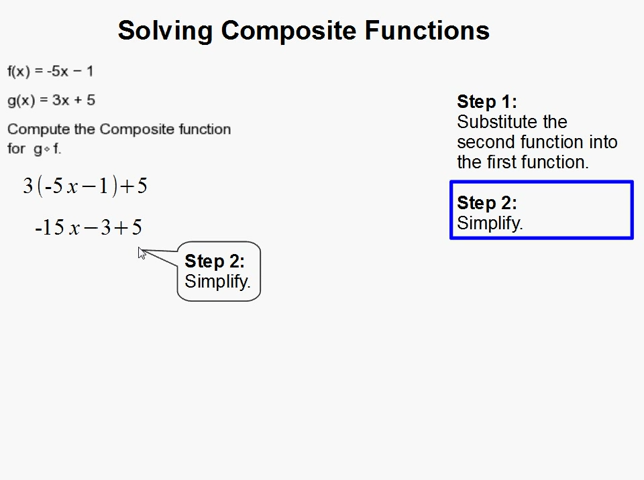 Solving Composite Functions
f(x) = -5x − 1
g(x) = 3x + 5
Compute the Composite function
for g∘f.
3(-5x−1)+5
-15x−3+5
Step 2:
Simplify.
Step 1:
Substitute the
second function into
the first function.
Step 2:
Simplify.